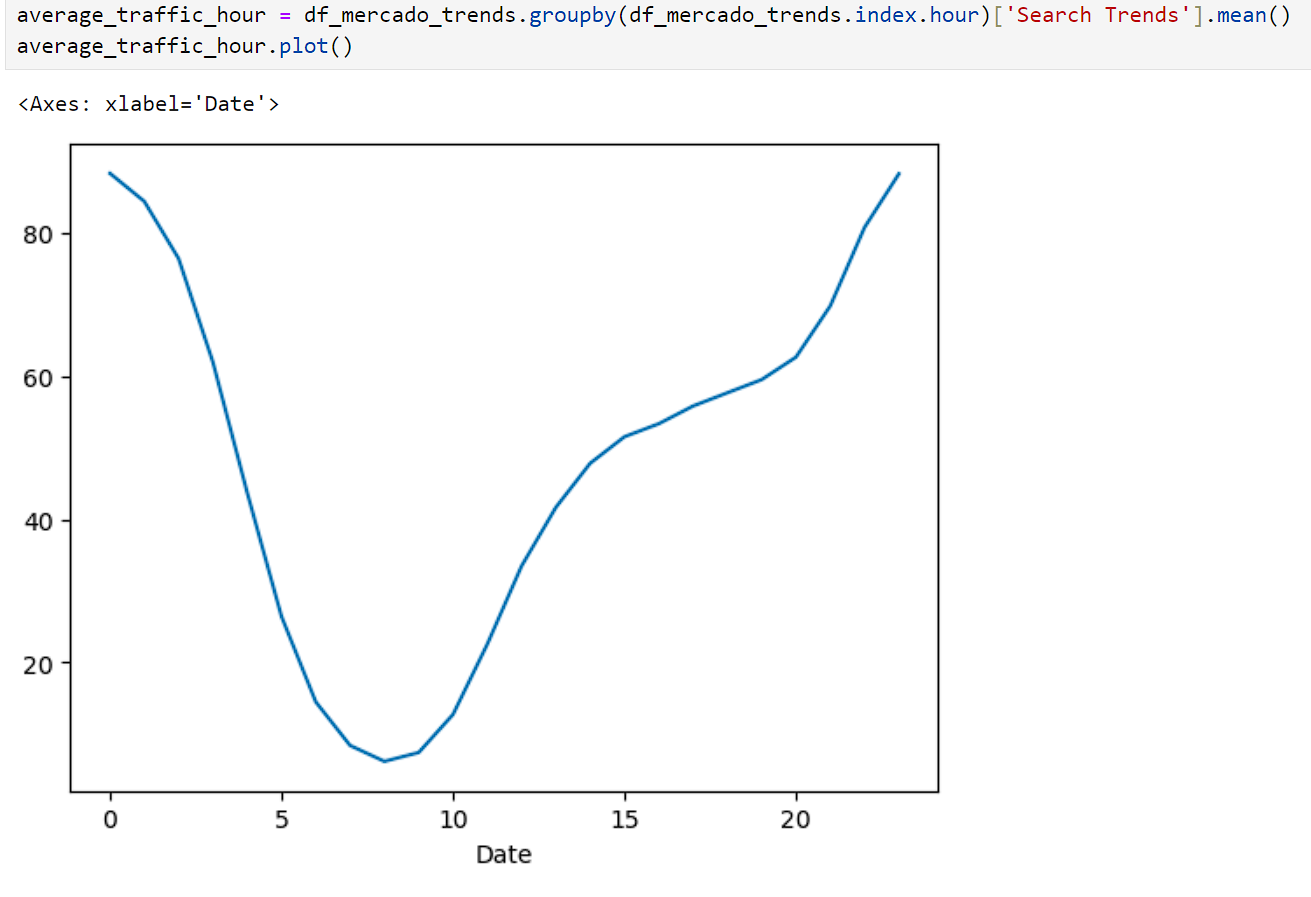 average_traffic_hour = df_mercado_trends.groupby(df_mercado_trends.index.hour)['Search Trends'].mean()
average_traffic_hour.plot()
<Axes: xlabel='Date'>
80
60
40
20
0 5 10 15 20
Date